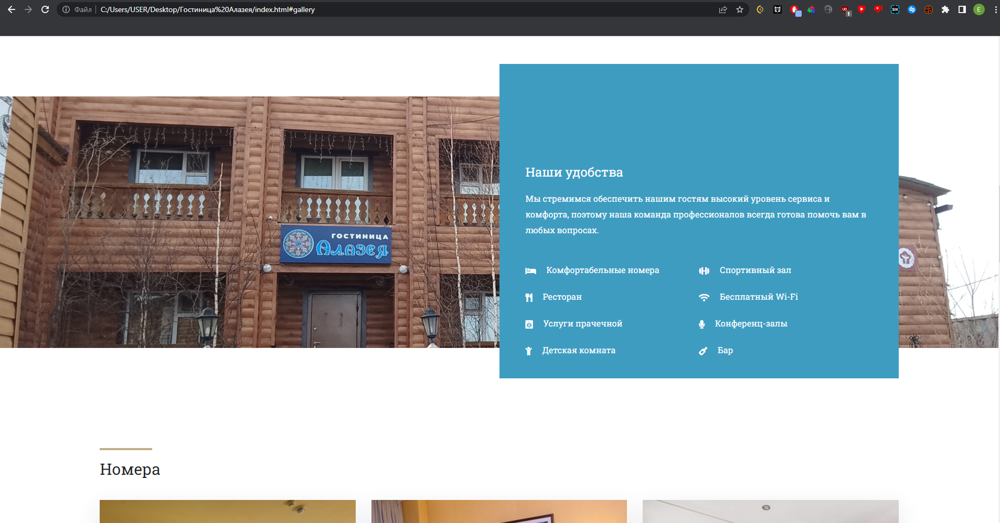 Файл
C:/Users/USER/Desktop/Гостиница%20Алазея/index.html#gallery
1
SIH
E
ГОСТИНИЦА
Алазея
Наши удобства
Мы стремимся обеспечить нашим гостям высокий уровень сервиса и
комфорта, поэтому наша команда профессионалов всегда готова помочь вам в
любых вопросах.
Комфортабельные номера
Спортивный зал
Ресторан
Бесплатный Wi-Fi
Услуги прачечной
Конференц-залы
Детская комната
Бар
Номера